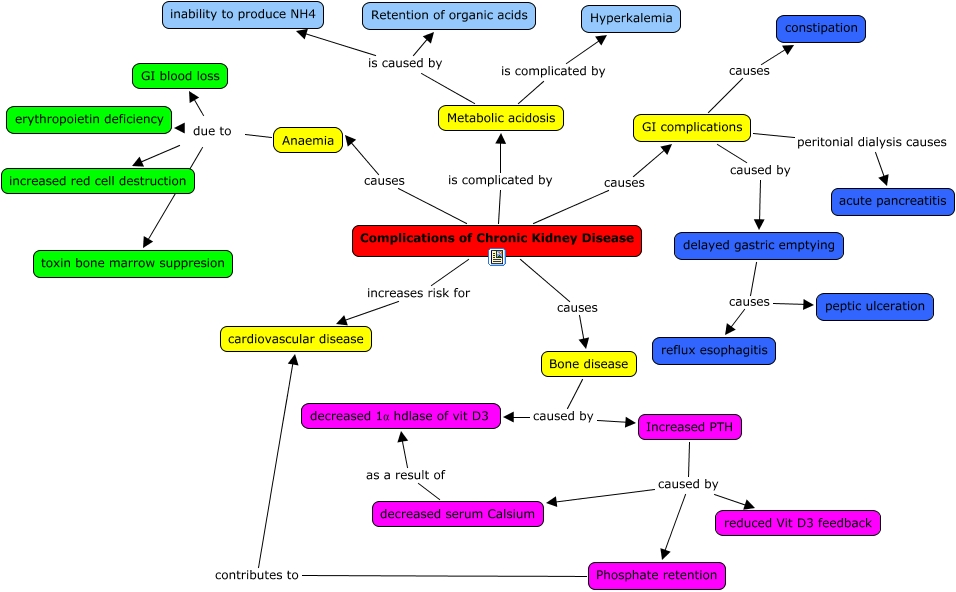 inability to produce NH4
Retention of organic acids
Hyperkalemia
constipation
is caused by
is complicated by
causes
GI blood loss
erythropoietin deficiency
due to
Anaemia
Metabolic acidosis
GI complications
peritonial dialysis causes
increased red cell destruction
causes
is complicated by
causes
caused by
acute pancreatitis
toxin bone marrow suppresion
Complications of Chronic Kidney Disease
delayed gastric emptying
increases risk for
causes
causes
peptic ulceration
cardiovascular disease
Bone disease
reflux esophagitis
decreased 1α hdlase of vit D3
caused by
Increased PTH
as a result of
caused by
decreased serum Calsium
reduced Vit D3 feedback
contributes to
Phosphate retention